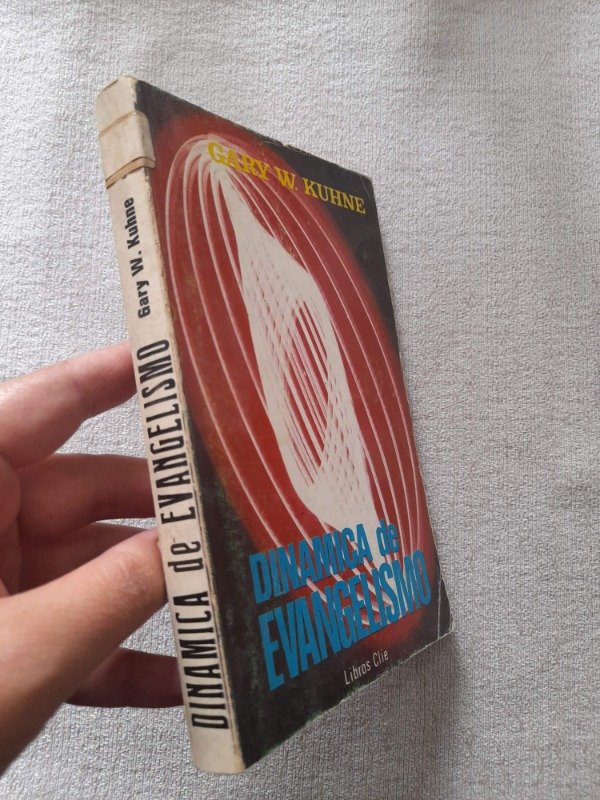 GARY W. KUHNE
DINAMICA de
EVANGELISMO
Libros Clie
DINAMICA de EVANGELISMO Gary W. Kuhne